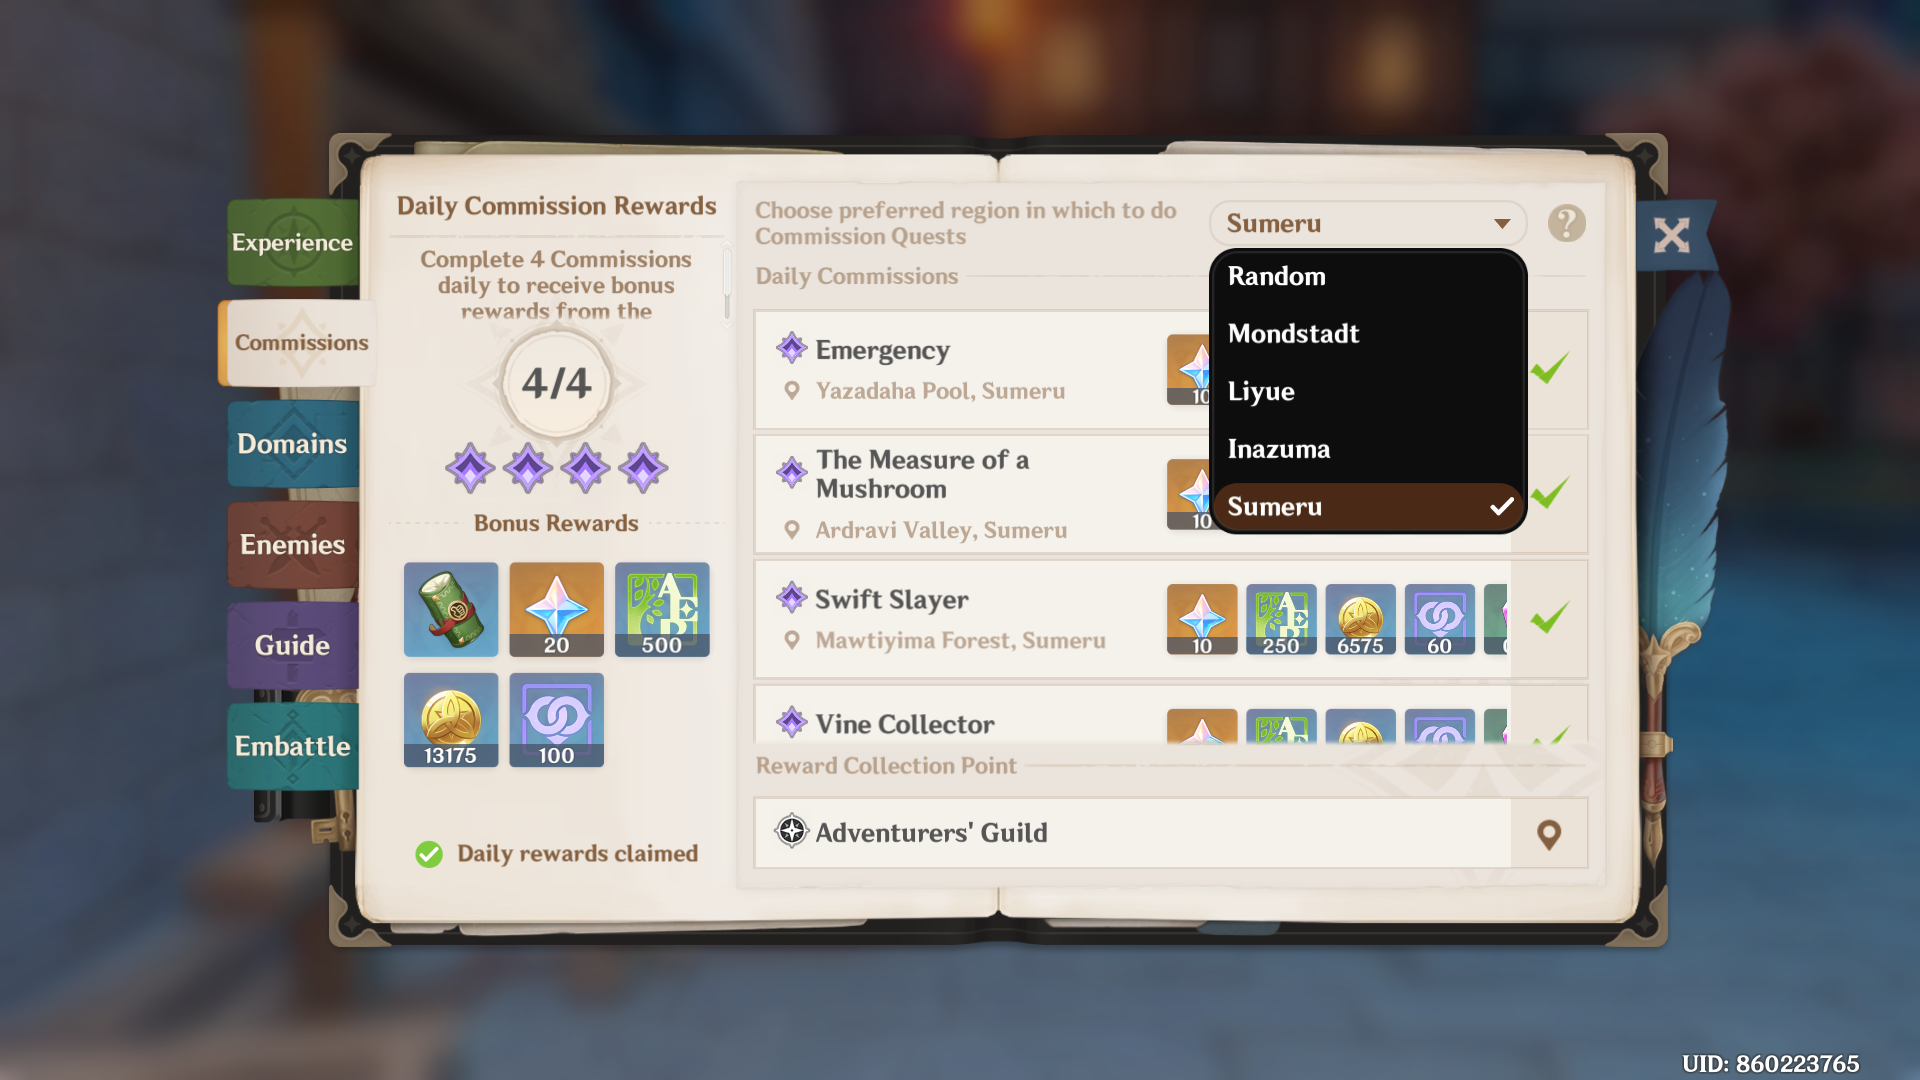 Experience
Commissions
Domains
Enemies
Guide
Embattle
Daily Commission Rewards
Complete 4 Commissions
daily to receive bonus
rewards from the
4/4
Bonus Rewards
20
500
13175
100
Daily rewards claimed
Choose preferred region in which to do
Commission Quests
Sumeru
?
Random
Mondstadt
Liyue
Inazuma
Sumeru
Daily Commissions
Emergency
Yazadaha Pool, Sumeru
10
The Measure of a
Mushroom
Ardravi Valley, Sumeru
10
Swift Slayer
Mawtiyima Forest, Sumeru
10
250
6575
60
Vine Collector
Reward Collection Point
Adventurers' Guild
UID: 860223765